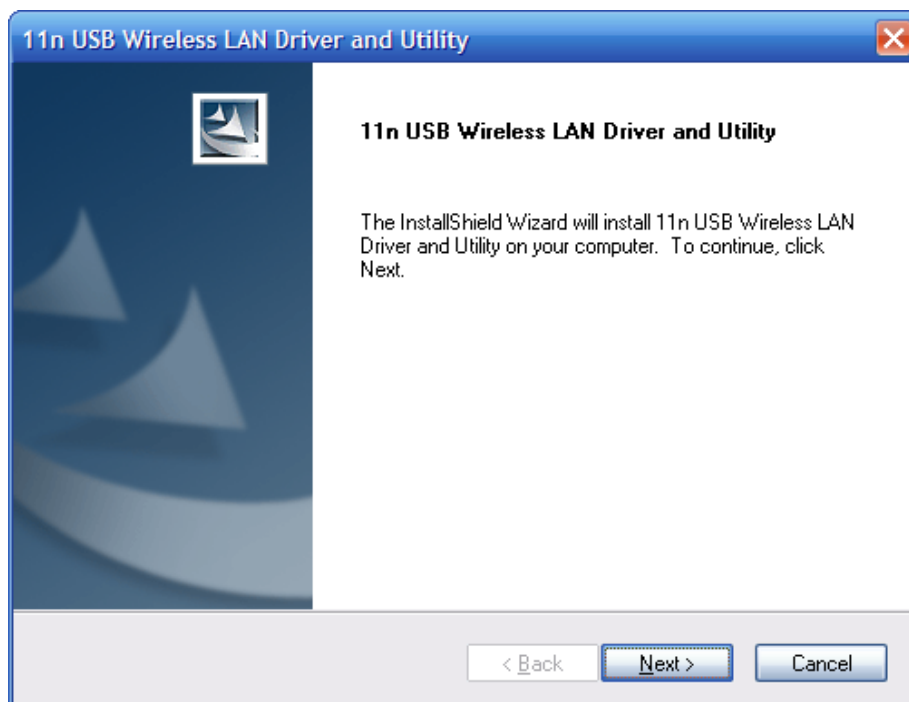 11n USB Wireless LAN Driver and Utility
11n USB Wireless LAN Driver and Utility
The InstallShield Wizard will install 11n USB Wireless LAN
Driver and Utility on your computer.  To continue, click
Next.
< Back
Next >
Cancel